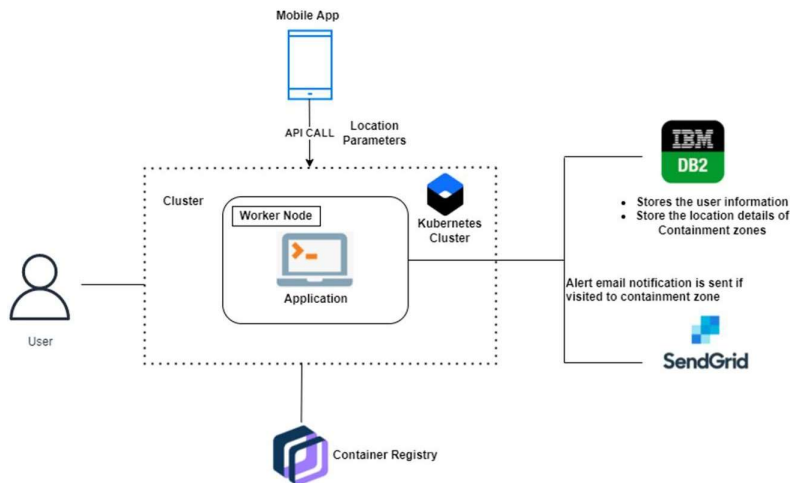 Mobile App
API CALL
Location
Parameters
IBM
DB2
Cluster
Worker Node
Kubernetes
Cluster
Application
• Stores the user information
• Store the location details of
Containment zones
Alert email notification is sent if
visited to containment zone
User
SendGrid
Container Registry